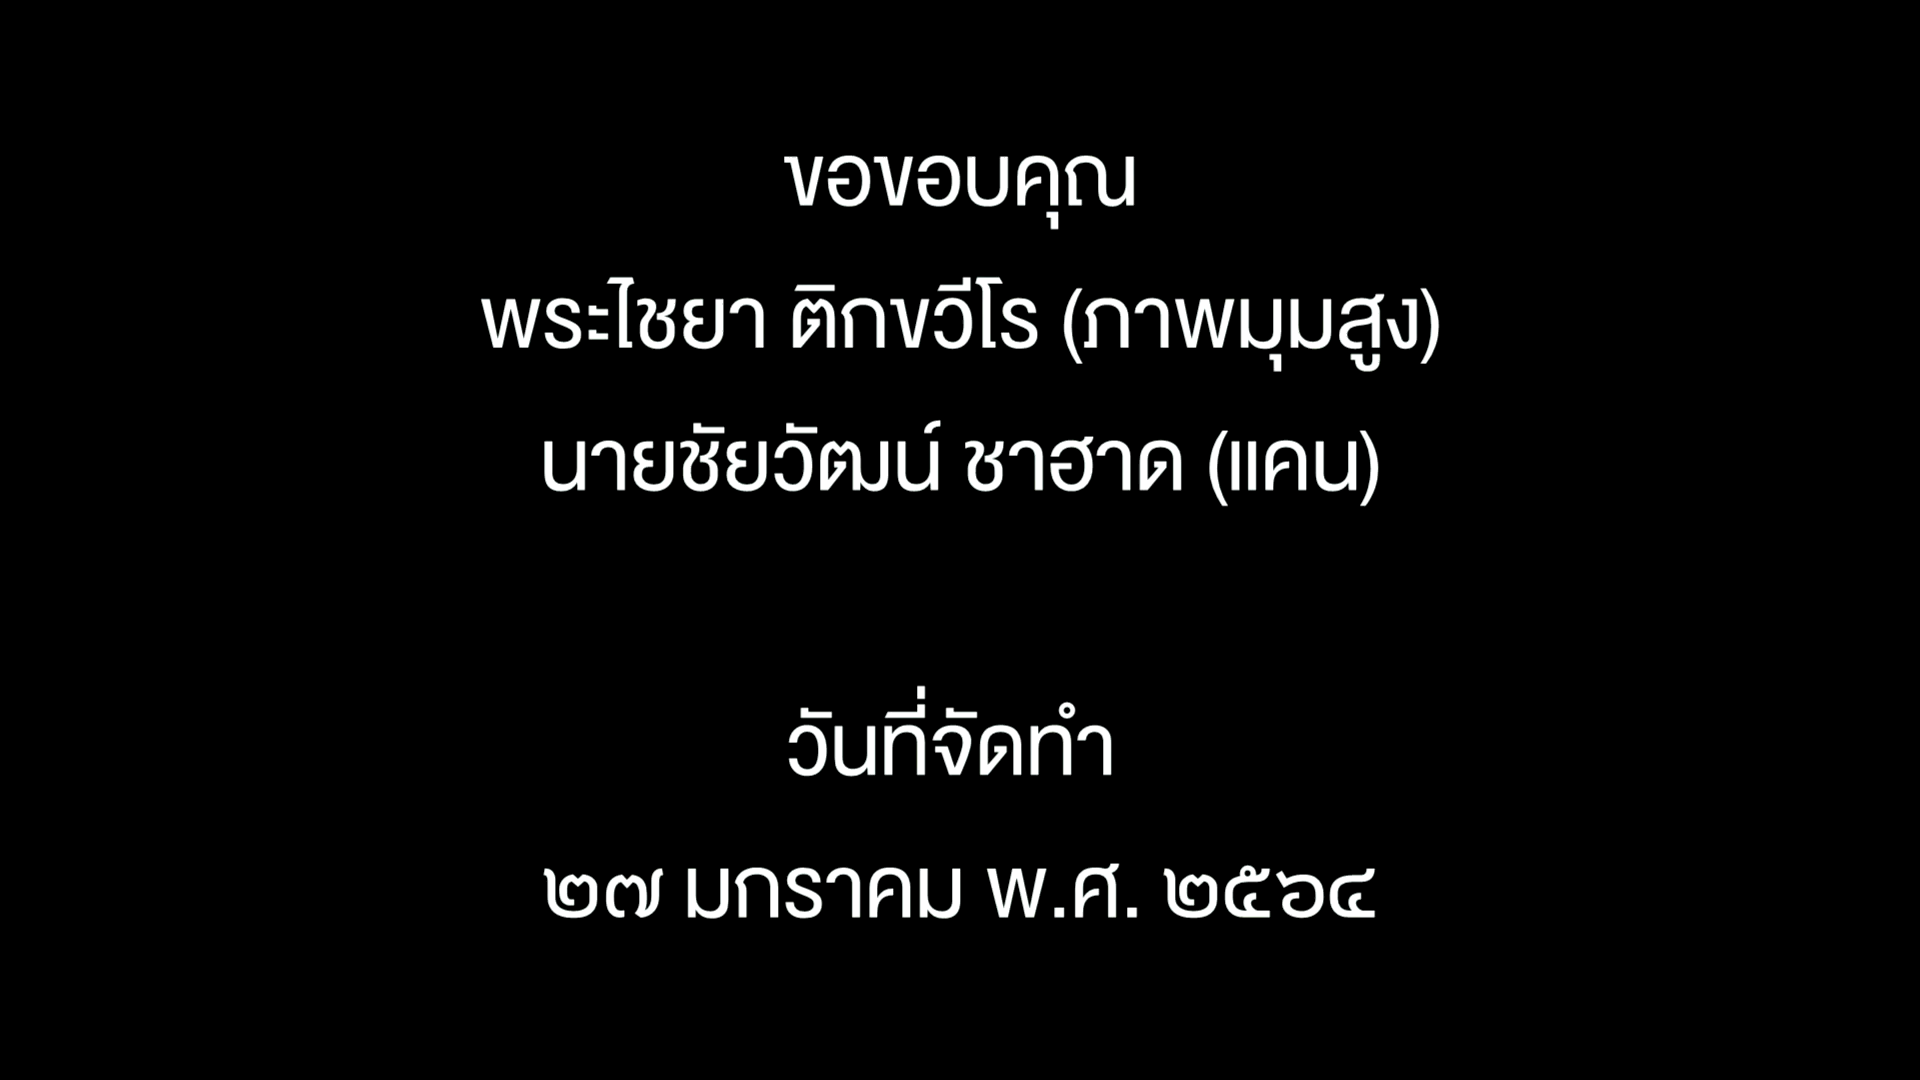 ขอขอบคุณ
พระไชยา ติกขวีโร (ภาพมุมสูง)
นายชัยวัฒน์ ชาฮาด (แคน)
วันที่จัดทำ
๒๗ มกราคม พ.ศ. ๒๕๖๔